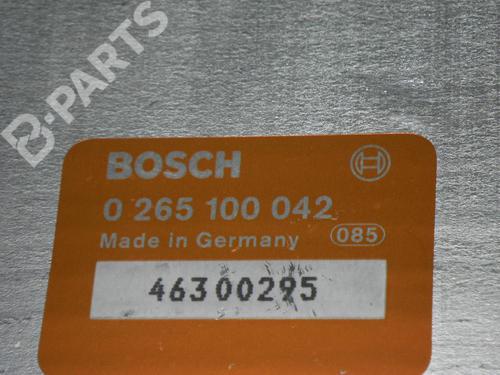 B-PARTS
BOSCH
0 265 100 042
Made in Germany 085
46300295